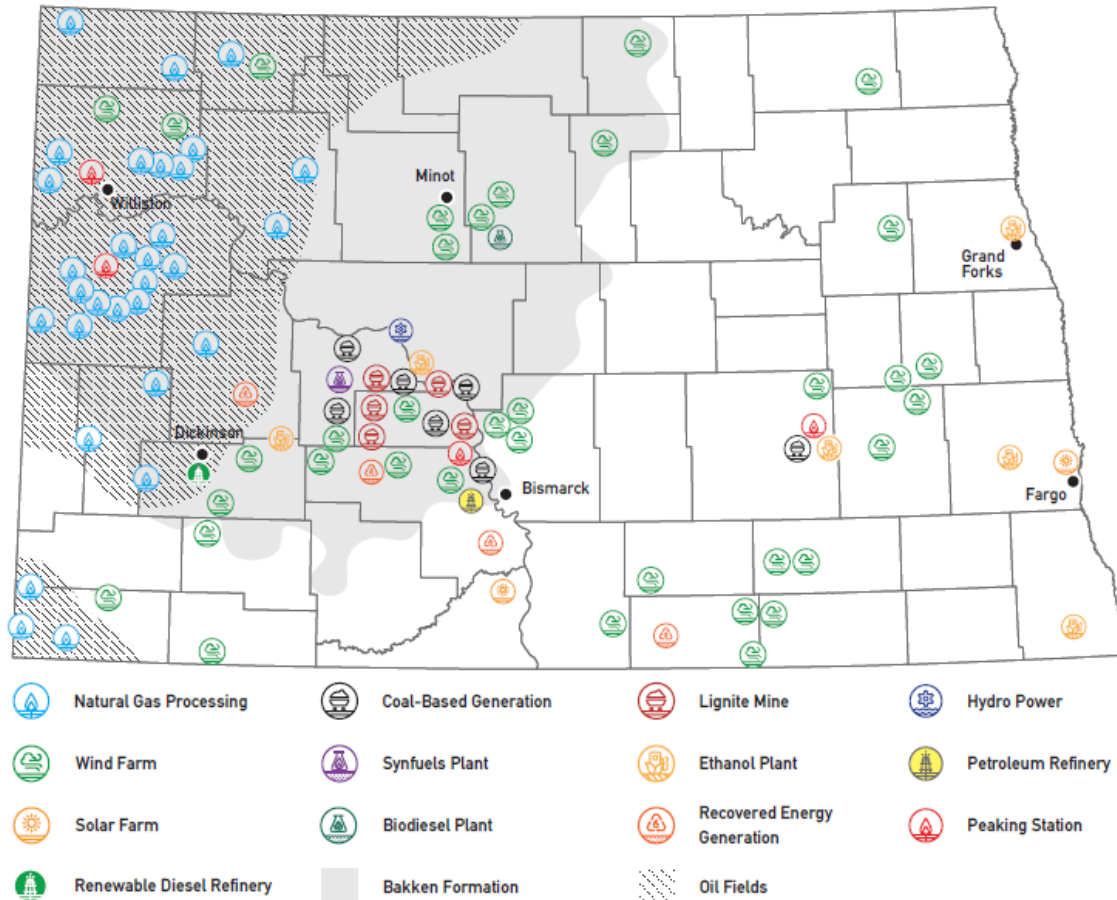 Minot
Williston
Grand
Forks
Dickinson
Bismarck
Fargo
Natural Gas Processing
Coal-Based Generation
Lignite Mine
Hydro Power
Wind Farm
Synfuels Plant
Ethanol Plant
Petroleum Refinery
Solar Farm
Biodiesel Plant
Recovered Energy
Generation
Peaking Station
Renewable Diesel Refinery
Bakken Formation
Oil Fields